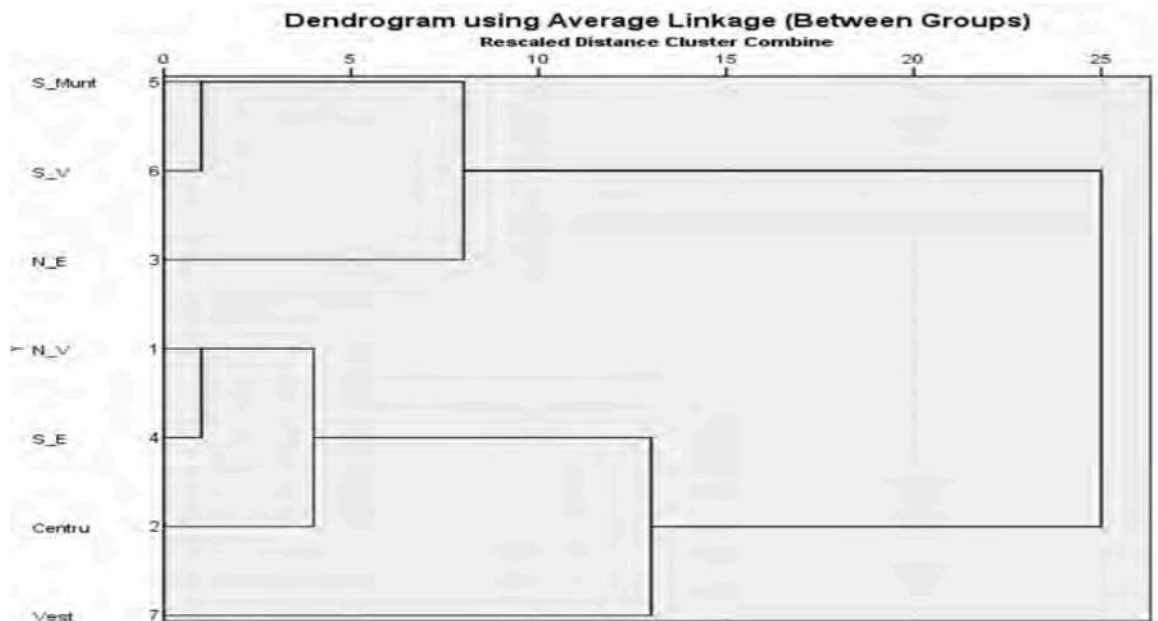 Dendrogram using Average Linkage (Between Groups)
Rescaled Distance Cluster Combine
0 5 10 15 20 25
S_Munt 5
S_V 6
N_E 3
Y N_V 1
S_E 4
Centru 2
Vest 7